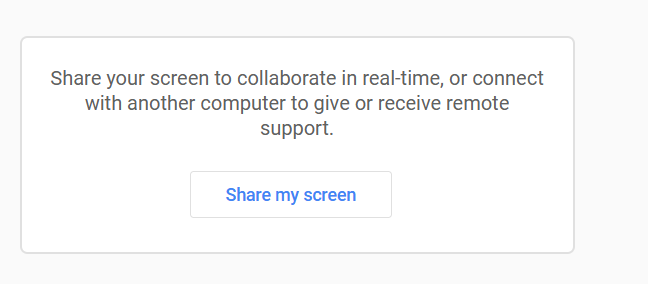 Share your screen to collaborate in real-time, or connect
with another computer to give or receive remote
support.
Share my screen